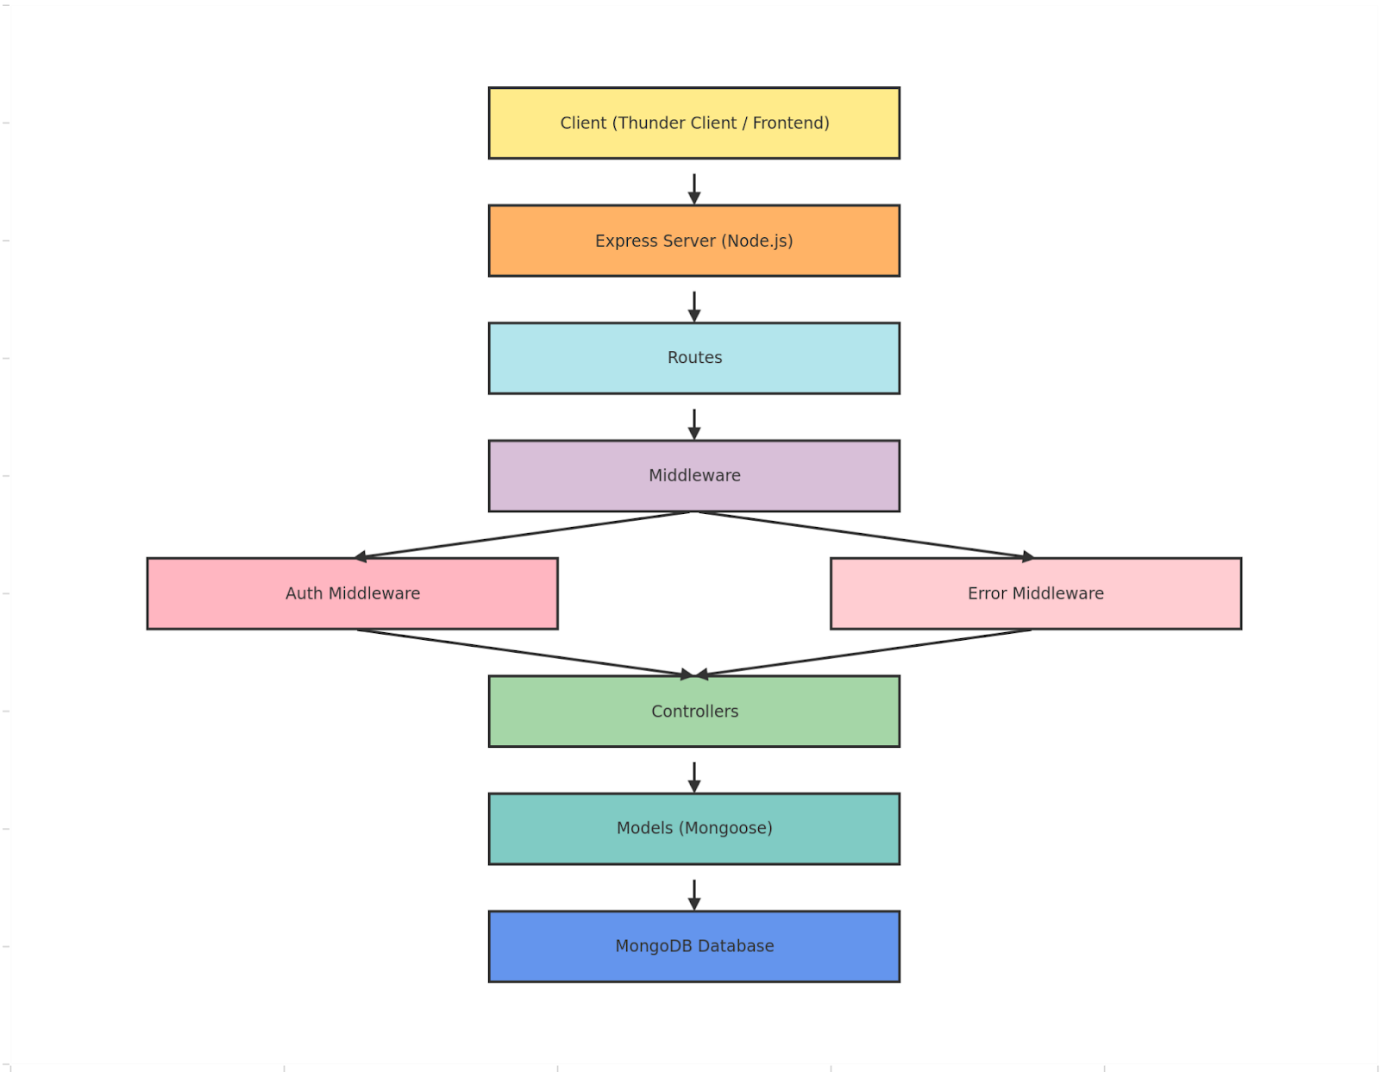 Client (Thunder Client / Frontend)
Express Server (Node.js)
Routes
Middleware
Auth Middleware
Error Middleware
Controllers
Models (Mongoose)
MongoDB Database